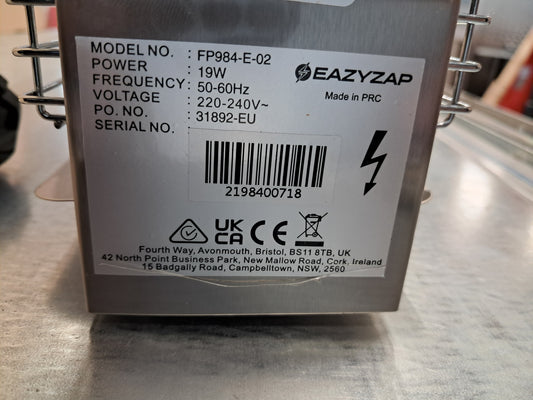 MODEL NO. : FP984-E-02
POWER : 19W
FREQUENCY: 50-60Hz
VOLTAGE : 220-240V~
PO. NO. : 31892-EU
SERIAL NO. :
EAZYZAP
Made in PRC
2198400718
UK
CA CE
Fourth Way, Avonmouth, Bristol, BS11 8TB, UK
42 North Point Business Park, New Mallow Road, Cork, Ireland
15 Badgally Road, Campbelltown, NSW, 2560